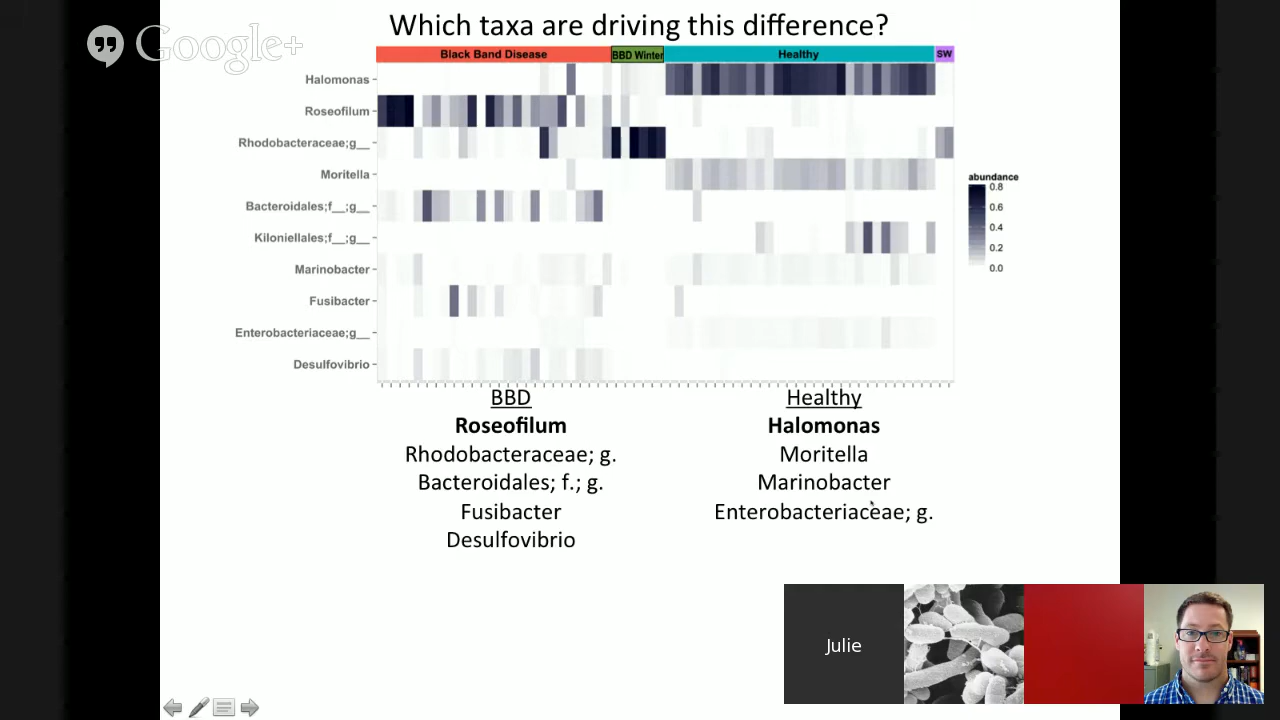 Which taxa are driving this difference?
Google+
Black Band Disease BBD Winter Healthy SW
Halomonas
Roseofilum
Rhodobacteraceae;g__
Moritella
Bacteroidales;f__;g__
Kiloniellales;f__;g__
Marinobacter
Fusibacter
Enterobacteriaceae;g__
Desulfovibrio
abundance
0.8
0.6
0.4
0.2
0.0
BBD
Roseofilum
Rhodobacteraceae; g.
Bacteroidales; f.; g.
Fusibacter
Desulfovibrio
Healthy
Halomonas
Moritella
Marinobacter
Enterobacteriaceae; g.
Julie